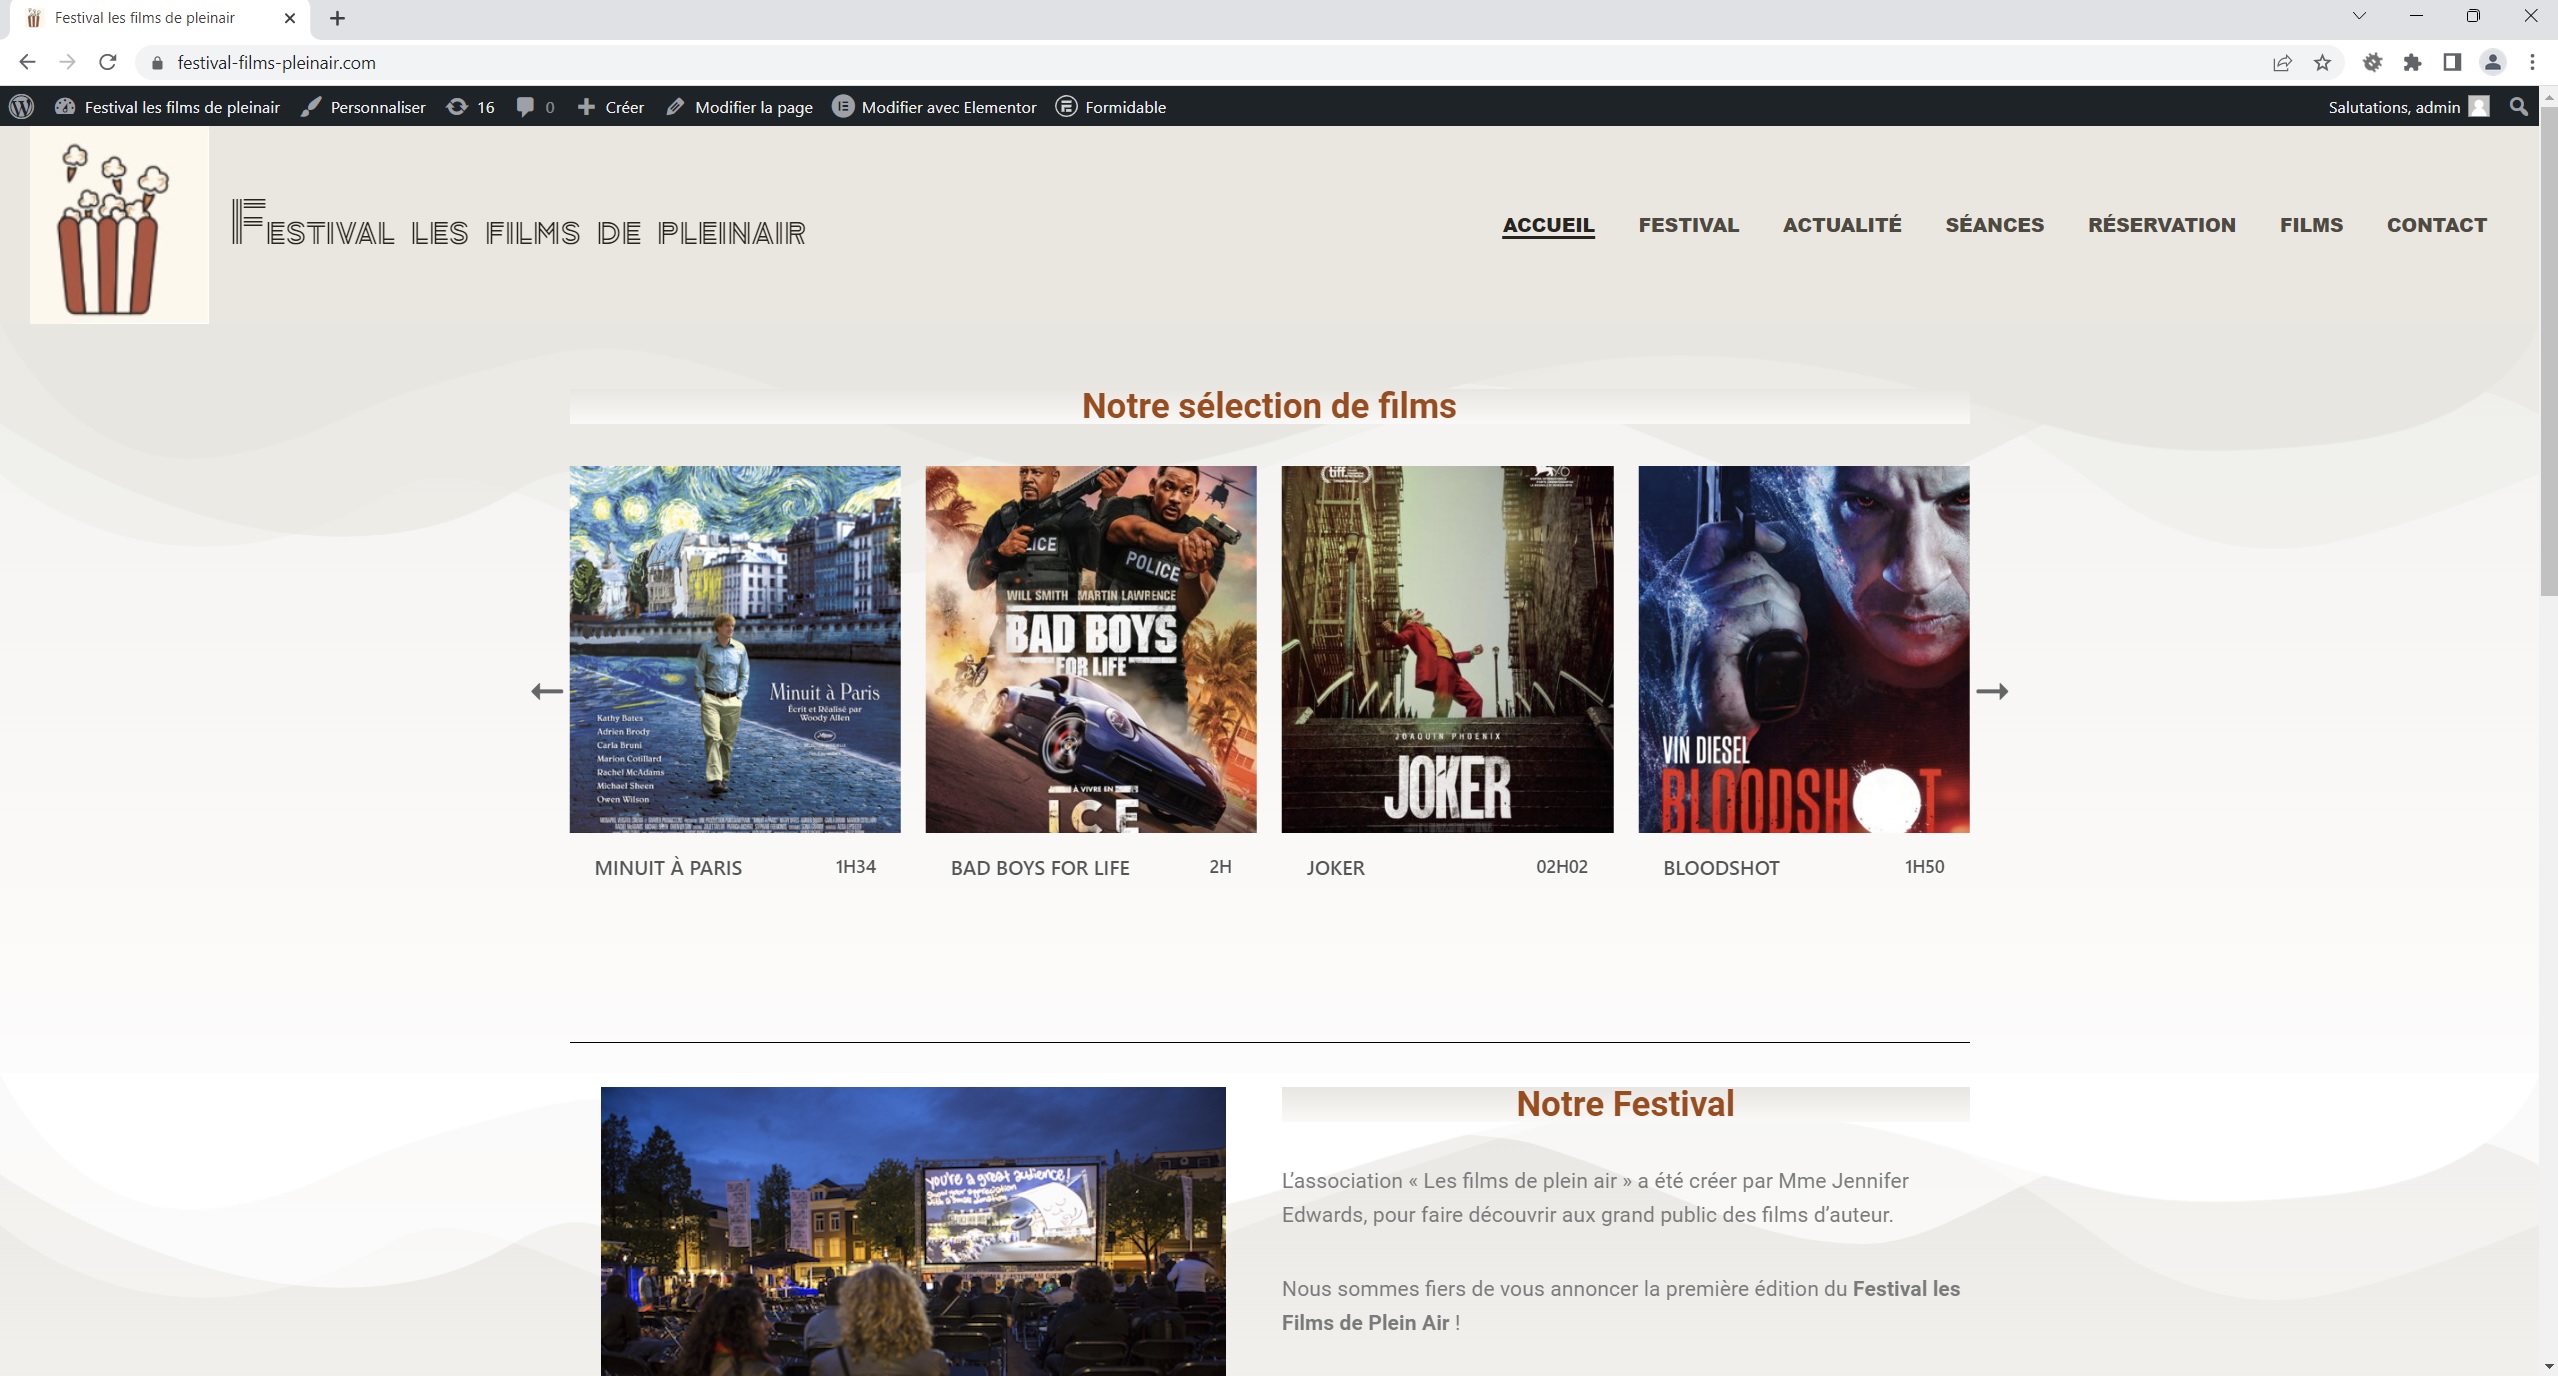 Festival les films de pleinair
festival-films-pleinair.com
Festival les films de pleinair Personnaliser 16 0 Créer Modifier la page Modifier avec Elementor Formidable Salutations, admin
Festival les films de pleinair
ACCUEIL FESTIVAL ACTUALITÉ SÉANCES RÉSERVATION FILMS CONTACT
Notre sélection de films
Minuit à Paris
Écrit et Réalisé par
Woody Allen
Kathy Bates
Adrien Brody
Carla Bruni
Marion Cotillard
Rachel McAdams
Michael Sheen
Owen Wilson
LICE
POLICE
WILL SMITH MARTIN LAWRENCE
BAD BOYS
FOR LIFE
À VIVRE EN
ICE
tiff
JOAQUIN PHOENIX
JOKER
VIN DIESEL
BLOODSHOT
MINUIT À PARIS 1H34
BAD BOYS FOR LIFE 2H
JOKER 02H02
BLOODSHOT 1H50
you're a great audience!
Notre Festival
L'association « Les films de plein air » a été créer par Mme Jennifer
Edwards, pour faire découvrir aux grand public des films d'auteur.
Nous sommes fiers de vous annoncer la première édition du Festival les
Films de Plein Air !